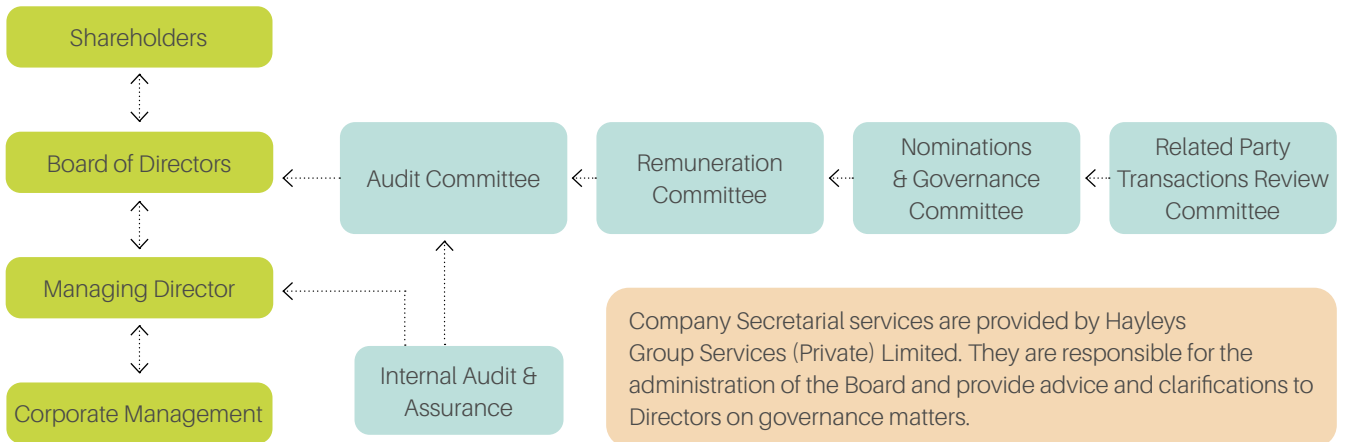 Shareholders
Board of Directors
Audit Committee
Remuneration
Committee
Nominations
& Governance
Committee
Related Party
Transactions Review
Committee
Managing Director
Internal Audit &
Assurance
Corporate Management
Company Secretarial services are provided by Hayleys
Group Services (Private) Limited. They are responsible for the
administration of the Board and provide advice and clarifications to
Directors on governance matters.